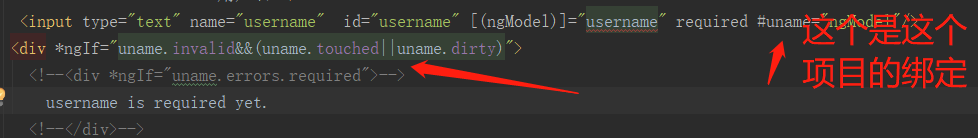 <input type="text" name="username"  id="username" [(ngModel)]="username" required #uname="ngModel"/>
<div *ngIf="uname.invalid&&(uname.touched||uname.dirty)">
<!--<div *ngIf="uname.errors.required">-->
username is required yet.
<!--</div>-->
这个是这个
项目的绑定